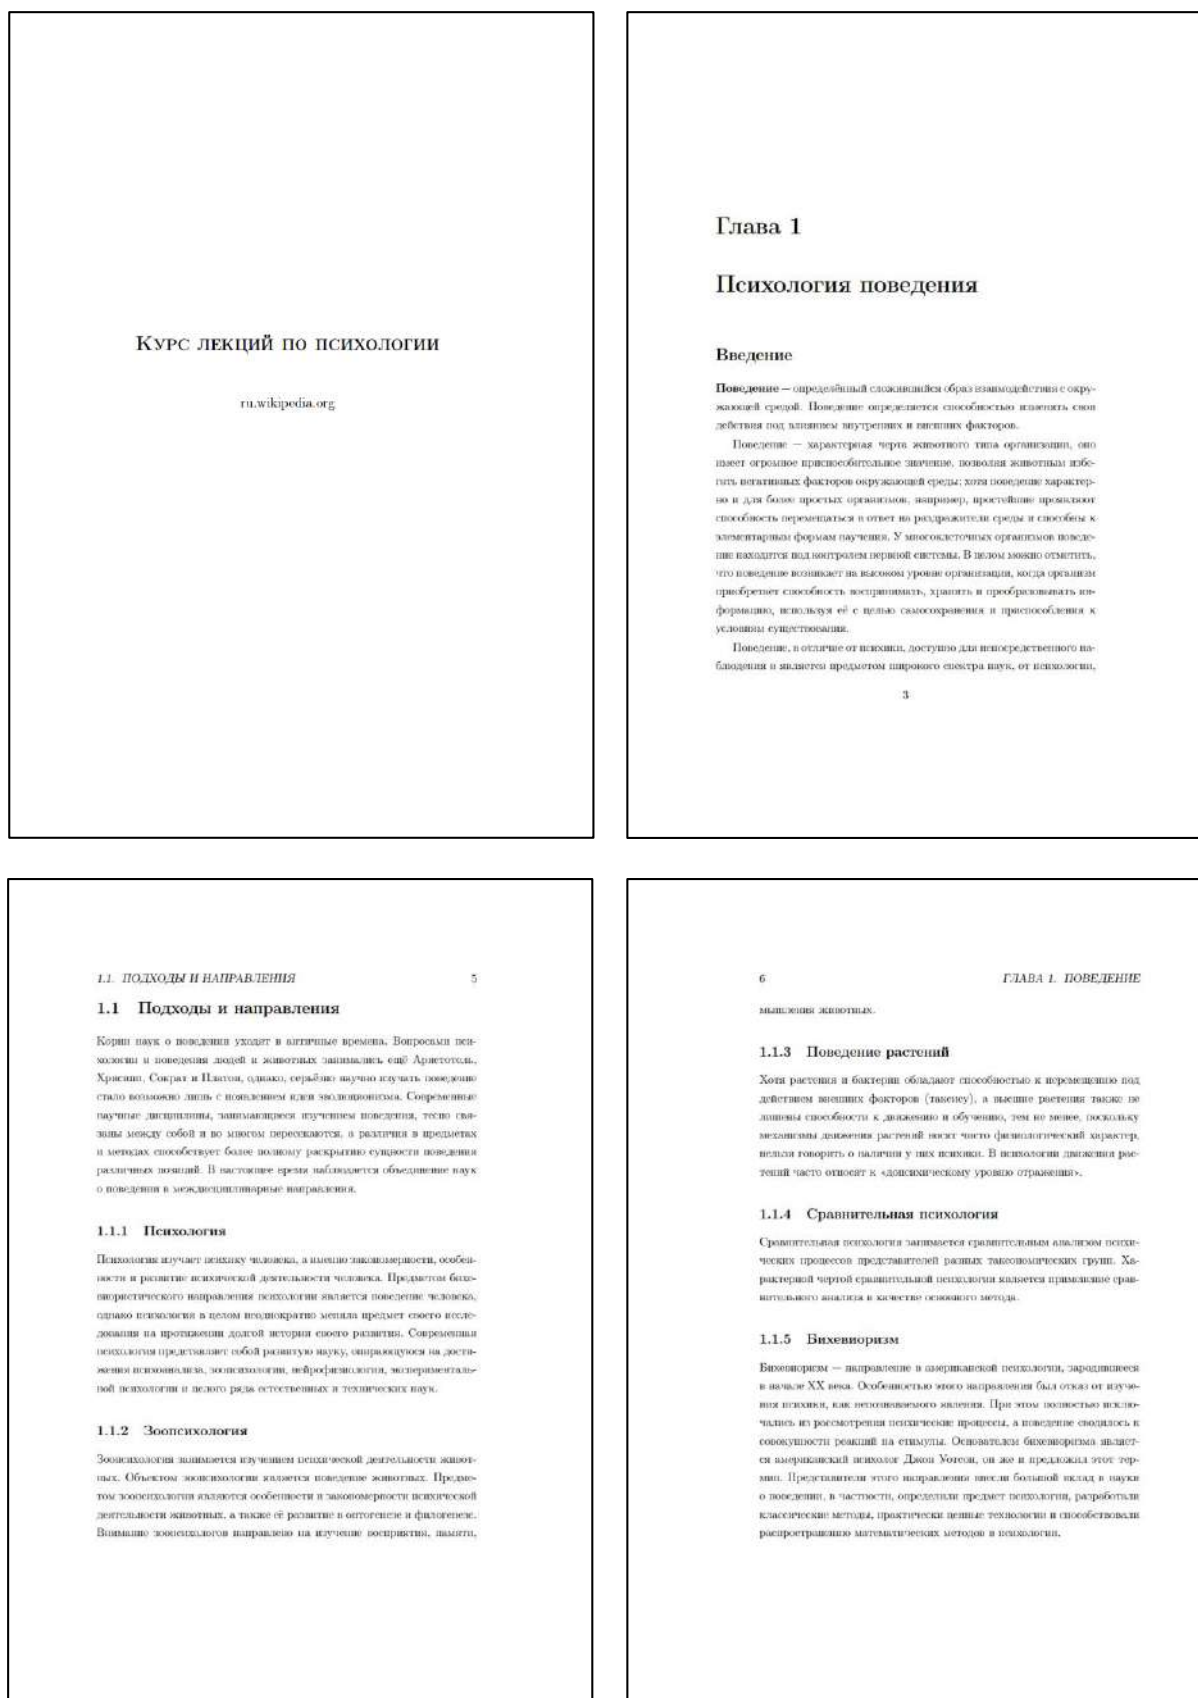 Курс лекций по психологии
ru.wikipedia.org
Глава 1
Психология поведения
Введение
Поведение — определённый сложившийся образ взаимодействия с окру-
жающей средой. Поведение определяется способностью изменять свои
действия под влиянием внутренних и внешних факторов.
Поведение — характерная черта животного типа организации, оно
имеет огромное приспособительное значение, позволяя животным избе-
гать негативных факторов окружающей среды; хотя поведение характер-
но и для более простых организмов, например, простейшие проявляют
способность перемещаться в ответ на раздражители среды и способны к
элементарным формам научения. У многоклеточных организмов поведе-
ние находится под контролем нервной системы. В целом можно отметить,
что поведение возникает на высоком уровне организации, когда организм
приобретает способность воспринимать, хранить и преобразовывать ин-
формацию, используя её с целью самосохранения и приспособления к
условиям существования.
Поведение, в отличие от психики, доступно для непосредственного на-
блюдения и является предметом широкого спектра наук, от психологии,
3
1.1. ПОДХОДЫ И НАПРАВЛЕНИЯ 5
1.1 Подходы и направления
Корни наук о поведении уходят в античные времена. Вопросами пси-
хологии и поведения людей и животных занимались ещё Аристотель,
Хрисипп, Сократ и Платон, однако, серьёзно научно изучать поведение
стало возможно лишь с появлением идеи эволюционизма. Современные
научные дисциплины, занимающиеся изучением поведения, тесно свя-
заны между собой и во многом пересекаются, а различия в предметах
и методах способствует более полному раскрытию сущности поведения
различных позиций. В настоящее время наблюдается объединение наук
о поведении в междисциплинарные направления.
1.1.1 Психология
Психология изучает психику человека, а именно закономерности, особен-
ности и развитие психической деятельности человека. Предметом бихе-
виористического направления психологии является поведение человека,
однако психология в целом неоднократно меняла предмет своего иссле-
дования на протяжении долгой истории своего развития. Современная
психология представляет собой развитую науку, опирающуюся на дости-
жения психоанализа, зоопсихологии, нейрофизиологии, эксперименталь-
ной психологии и целого ряда естественных и технических наук.
1.1.2 Зоопсихология
Зоопсихология занимается изучением психической деятельности живот-
ных. Объектом зоопсихологии является поведение животных. Предме-
том зоопсихологии являются особенности и закономерности психической
деятельности животных, а также её развитие в онтогенезе и филогенезе.
Внимание зоопсихологов направлено на изучение восприятия, памяти,
6 ГЛАВА 1. ПОВЕДЕНИЕ
мышления животных.
1.1.3 Поведение растений
Хотя растения и бактерии обладают способностью к перемещению под
действием внешних факторов (таксису), а высшие растения также не
лишены способности к движению и обучению, тем не менее, поскольку
механизмы движения растений носят чисто физиологический характер,
нельзя говорить о наличии у них психики. В психологии движения рас-
тений часто относят к «допсихическому уровню отражения».
1.1.4 Сравнительная психология
Сравнительная психология занимается сравнительным анализом психи-
ческих процессов представителей разных таксономических групп. Ха-
рактерной чертой сравнительной психологии является применение срав-
нительного анализа в качестве основного метода.
1.1.5 Бихевиоризм
Бихевиоризм — направление в американской психологии, зародившееся
в начале XX века. Особенностью этого направления был отказ от изуче-
ния психики, как непознаваемого явления. При этом полностью исклю-
чались из рассмотрения психические процессы, а поведение сводилось к
совокупности реакций на стимулы. Основателем бихевиоризма являет-
ся американский психолог Джон Уотсон, он же и предложил этот тер-
мин. Представители этого направления внесли большой вклад в науки
о поведении, в частности, определили предмет психологии, разработали
классические методы, практически ценные технологии и способствовали
распространению математических методов в психологии.